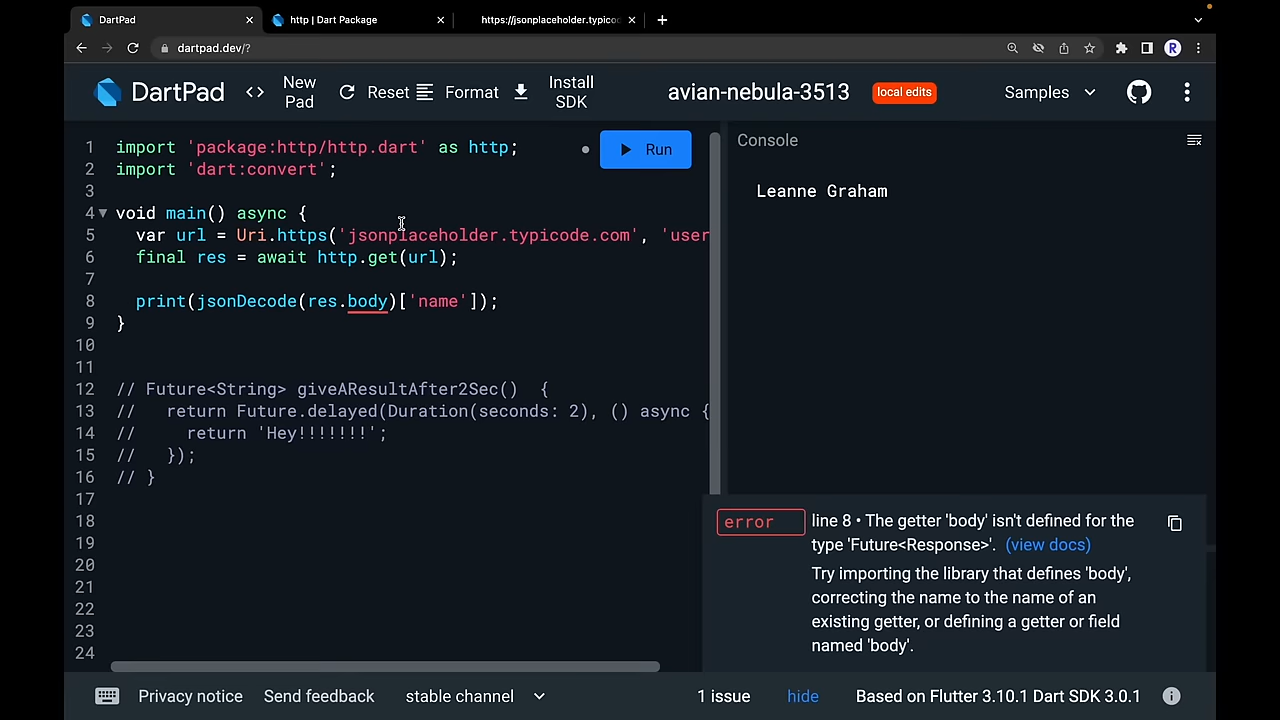 DartPad
http | Dart Package
https://jsonplaceholder.typico
dartpad.dev/?
R
DartPad
New Pad
Reset
Format
Install SDK
avian-nebula-3513
local edits
Samples
1 import 'package:http/http.dart' as http;
2 import 'dart:convert';
3
4 void main() async {
5 var url = Uri.https('jsonplaceholder.typicode.com', 'user
6 final res = await http.get(url);
7
8 print(jsonDecode(res.body)['name']);
9 }
10
11
12 // Future<String> giveAResultAfter2Sec() {
13 // return Future.delayed(Duration(seconds: 2), () async {
14 // return 'Hey!!!!!!!';
15 // });
16 // }
17
18
19
20
21
22
23
24
Run
Console
Leanne Graham
error
line 8 • The getter 'body' isn't defined for the
type 'Future<Response>'. (view docs)
Try importing the library that defines 'body',
correcting the name to the name of an
existing getter, or defining a getter or field
named 'body'.
Privacy notice
Send feedback
stable channel
1 issue
hide
Based on Flutter 3.10.1 Dart SDK 3.0.1